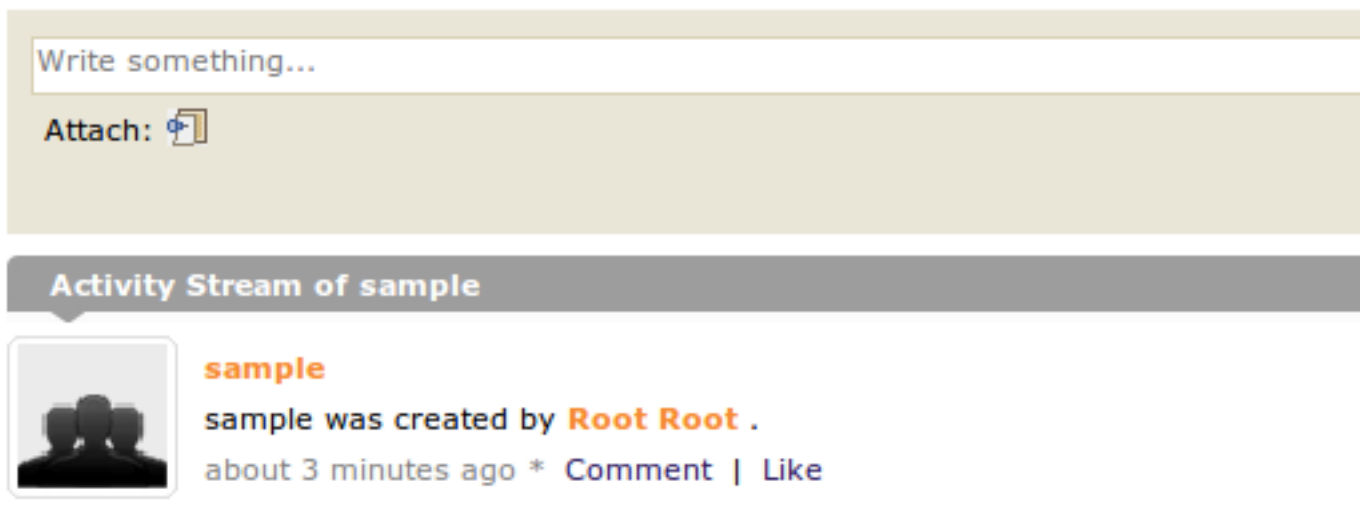 Write something...
Attach:
Activity Stream of sample
sample
sample was created by Root Root .
about 3 minutes ago * Comment | Like